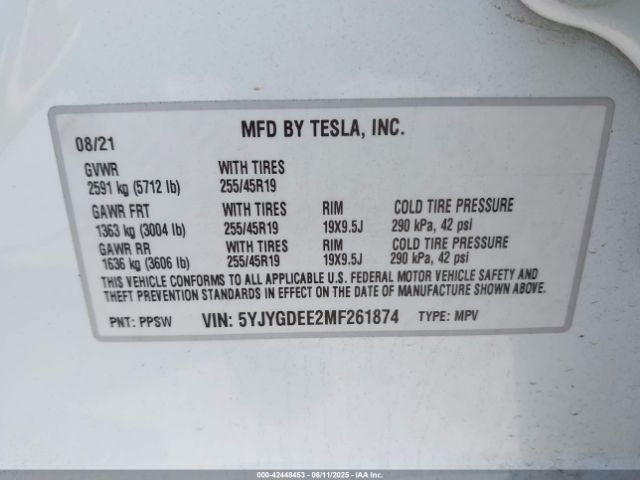 MFD BY TESLA, INC.
08/21
GVWR WITH TIRES
2591 kg (5712 lb) 255/45R19
GAWR FRT WITH TIRES RIM COLD TIRE PRESSURE
1363 kg (3004 lb) 255/45R19 19X9.5J 290 kPa, 42 psi
GAWR RR WITH TIRES RIM COLD TIRE PRESSURE
1636 kg (3606 lb) 255/45R19 19X9.5J 290 kPa, 42 psi
THIS VEHICLE CONFORMS TO ALL APPLICABLE U.S. FEDERAL MOTOR VEHICLE SAFETY AND
THEFT PREVENTION STANDARDS IN EFFECT ON THE DATE OF MANUFACTURE SHOWN ABOVE.
PNT: PPSW VIN: 5YJYGDEE2MF261874 TYPE: MPV
000-42448453 - 06/11/2025 - IAA Inc.